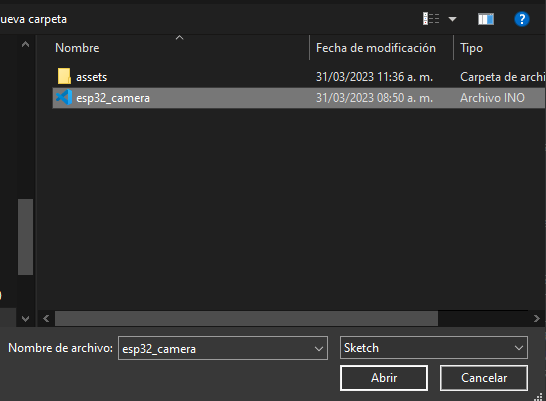 ueva carpeta
Nombre Fecha de modificación Tipo
assets 31/03/2023 11:36 a. m. Carpeta de archi
esp32_camera 31/03/2023 08:50 a. m. Archivo INO
Nombre de archivo: esp32_camera Sketch
Abrir Cancelar